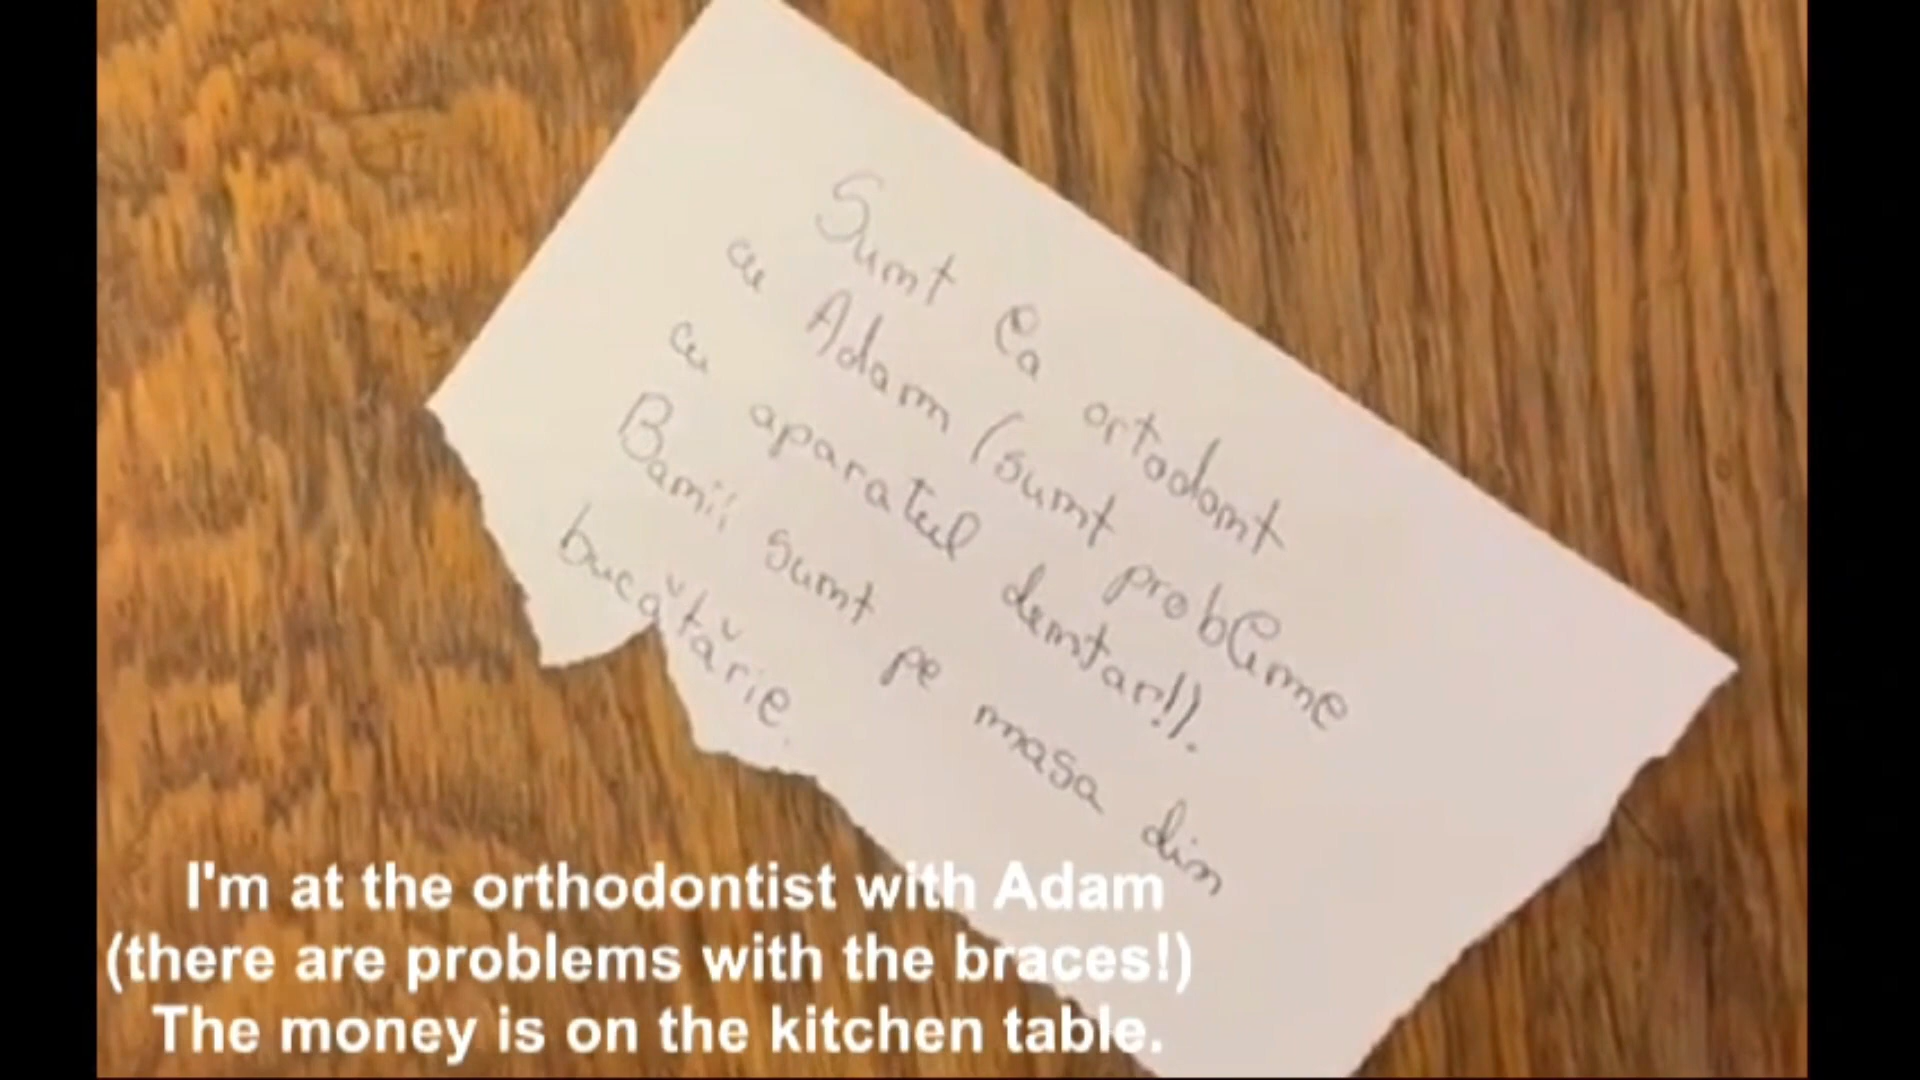 Sunt la ortodont
cu Adam (sunt probleme
cu aparatul dentar!).
Banii sunt pe masa din
bucătărie.
I'm at the orthodontist with Adam
(there are problems with the braces!)
The money is on the kitchen table.